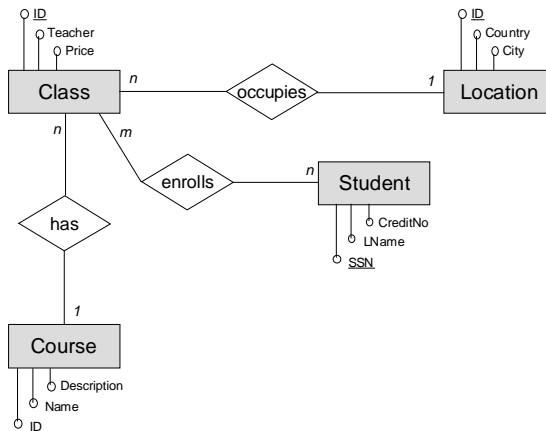 ID
Teacher
Price
Class
n
occupies
1
ID
Country
City
Location
n
m
enrolls
n
Student
CreditNo
LName
SSN
has
1
Course
Description
Name
ID